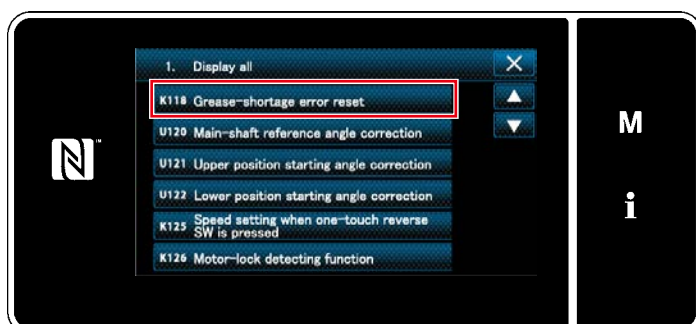 1. Display all
K118 Grease-shortage error reset
U120 Main-shaft reference angle correction
U121 Upper position starting angle correction
U122 Lower position starting angle correction
K125 Speed setting when one-touch reverse
SW is pressed
K126 Motor-lock detecting function
M
i